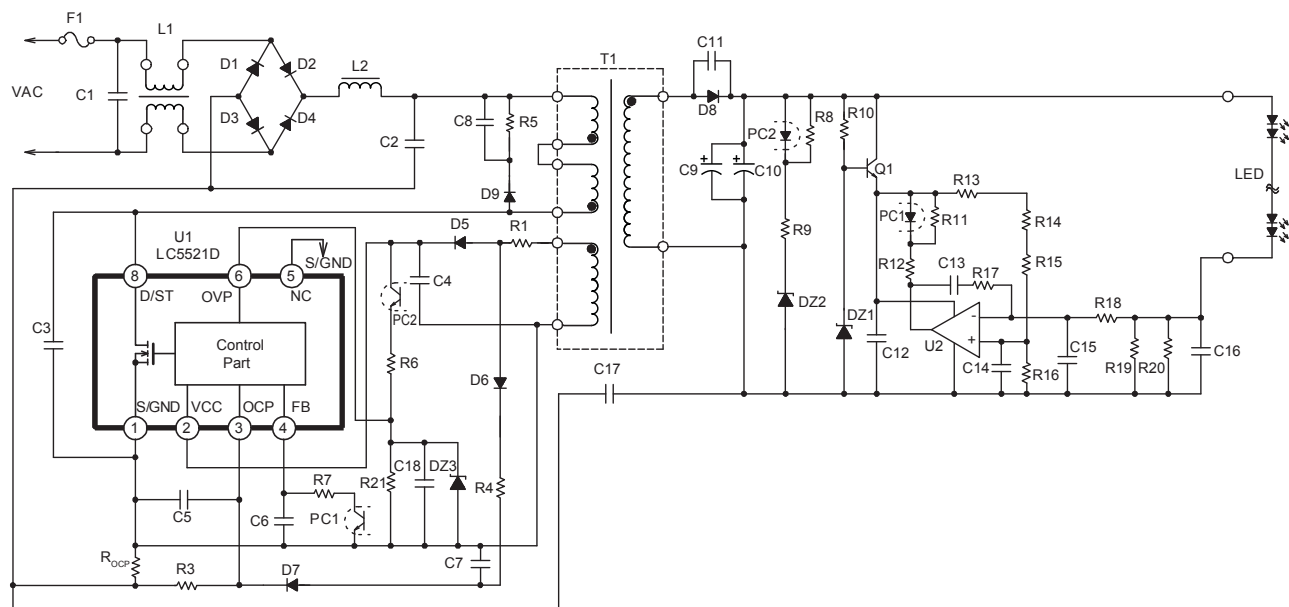 F1
L1
VAC
C1
D1
D2
D3
D4
L2
C2
C8
R5
D9
T1
C11
D8
C9
C10
PC2
R8
R10
Q1
R9
DZ2
DZ1
PC1
R11
R13
R14
R12
C13
R17
R15
LED
R18
U2
-
+
C12
C14
R16
C15
R19
R20
C16
U1
LC5521D
S/GND
8
6
5
D/ST
OVP
NC
C3
Control
Part
S/GND
VCC
OCP
FB
1
2
3
4
D5
R1
C4
PC2
R6
D6
C17
R21
C18
DZ3
R4
R7
C5
C6
PC1
C7
ROCP
R3
D7